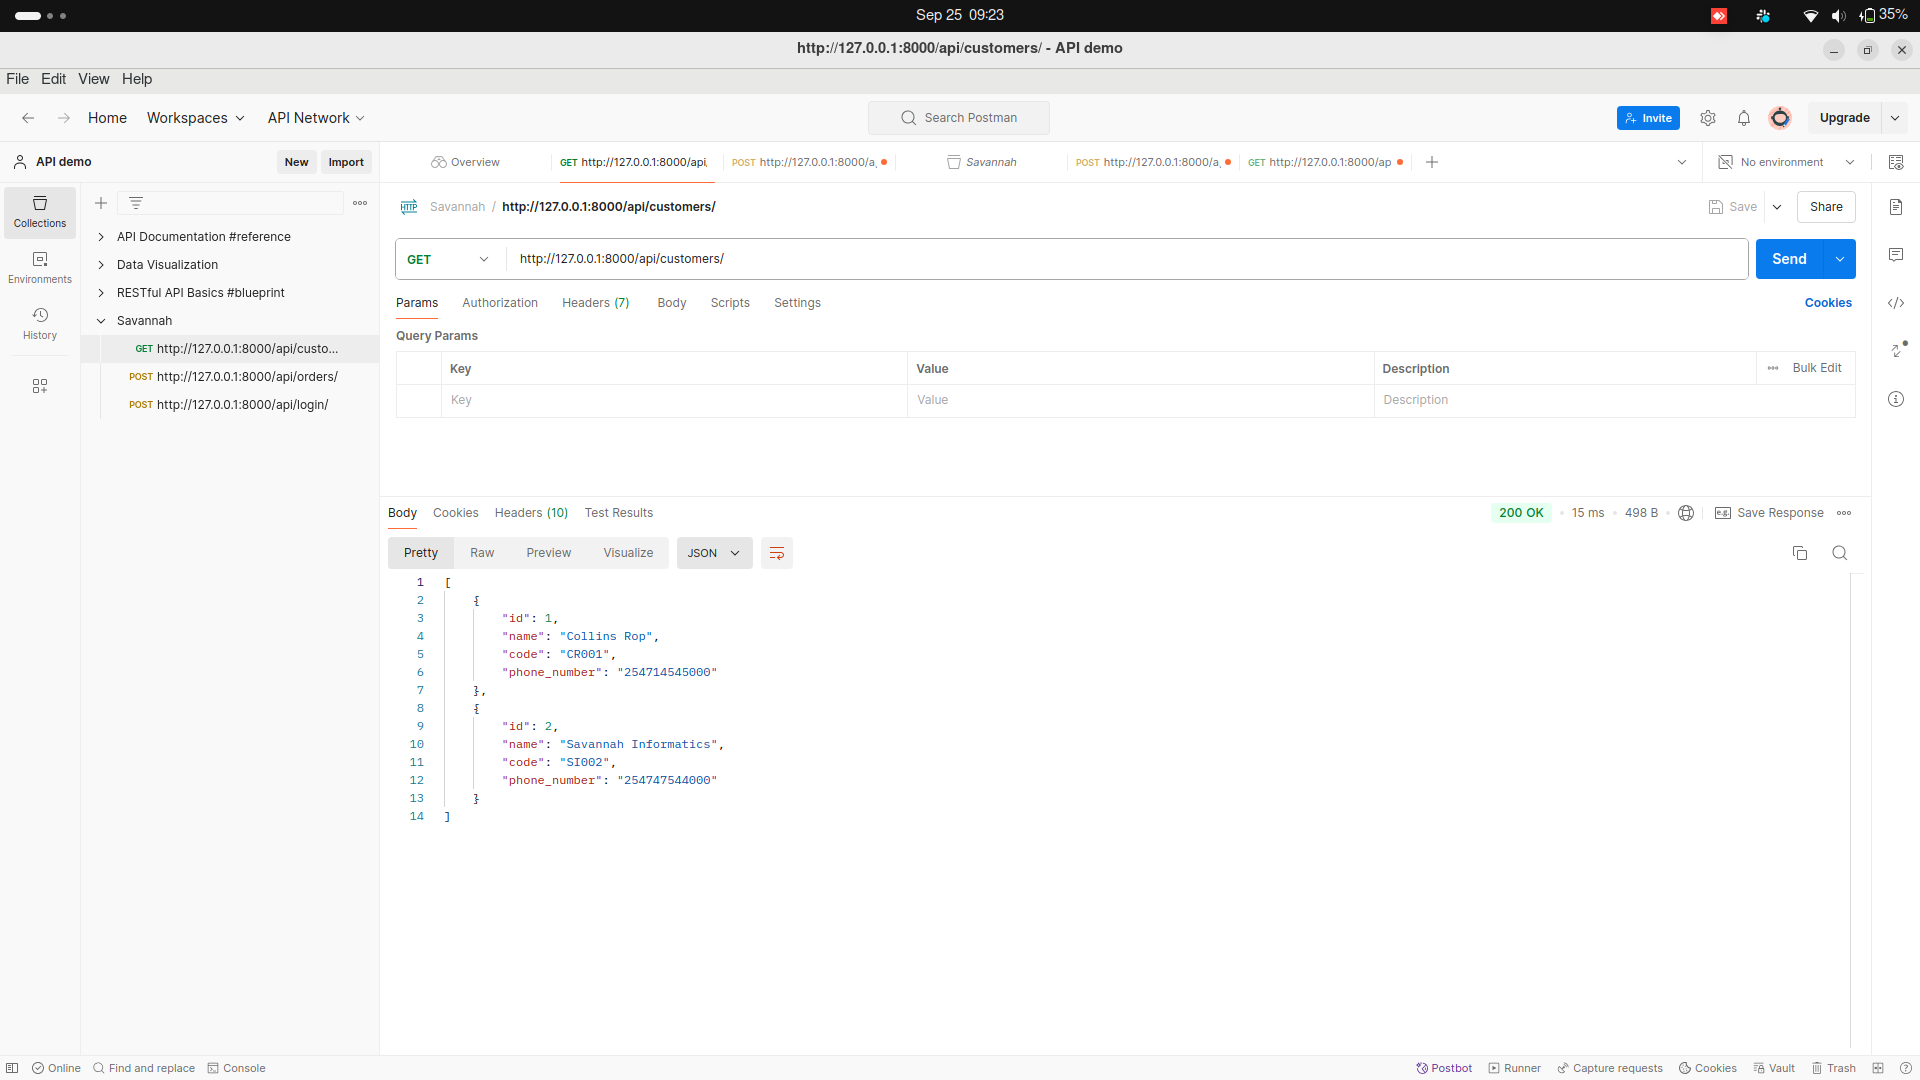 Sep 25 09:23
35%
http://127.0.0.1:8000/api/customers/ - API demo
File Edit View Help
Home Workspaces API Network
Search Postman
Invite
Upgrade
API demo
New Import
Overview
GET http://127.0.0.1:8000/api/
POST http://127.0.0.1:8000/a
Savannah
POST http://127.0.0.1:8000/a
GET http://127.0.0.1:8000/ap
No environment
Collections
Environments
History
API Documentation #reference
Data Visualization
RESTful API Basics #blueprint
Savannah
GET http://127.0.0.1:8000/api/custo...
POST http://127.0.0.1:8000/api/orders/
POST http://127.0.0.1:8000/api/login/
HTTP Savannah / http://127.0.0.1:8000/api/customers/
Save
Share
GET http://127.0.0.1:8000/api/customers/
Send
Params Authorization Headers (7) Body Scripts Settings
Cookies
Query Params
Key Value Description Bulk Edit
Key Value Description
Body Cookies Headers (10) Test Results
200 OK 15 ms 498 B
e.g. Save Response
Pretty Raw Preview Visualize JSON
1 [
2 {
3 "id": 1,
4 "name": "Collins Rop",
5 "code": "CR001",
6 "phone_number": "254714545000"
7 },
8 {
9 "id": 2,
10 "name": "Savannah Informatics",
11 "code": "SI002",
12 "phone_number": "254747544000"
13 }
14 ]
Online Find and replace Console
Postbot Runner Capture requests Cookies Vault Trash